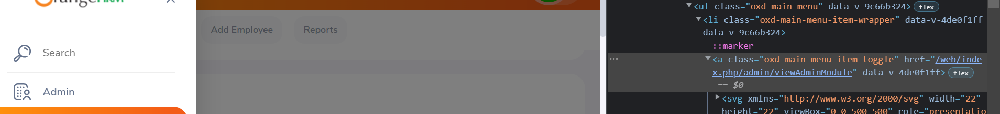 OrangeHRM
Search
Admin
Add Employee
Reports
<ul class="oxd-main-menu" data-v-9c66b324> flex
<li class="oxd-main-menu-item-wrapper" data-v-4de0f1ff
data-v-9c66b324>
::marker
<a class="oxd-main-menu-item toggle" href="/web/inde
x.php/admin/viewAdminModule" data-v-4de0f1ff> flex
== $0
<svg xmlns="http://www.w3.org/2000/svg" width="22"
height="22" viewBox="0 0 500 500" role="presentatio